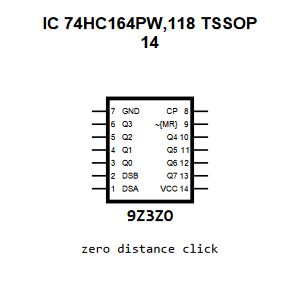 IC 74HC164PW,118 TSSOP
14
7 GND CP 8
6 Q3 ~{MR} 9
5 Q2 Q4 10
4 Q1 Q5 11
3 Q0 Q6 12
2 DSB Q7 13
1 DSA VCC 14
9Z3Z0
zero distance click